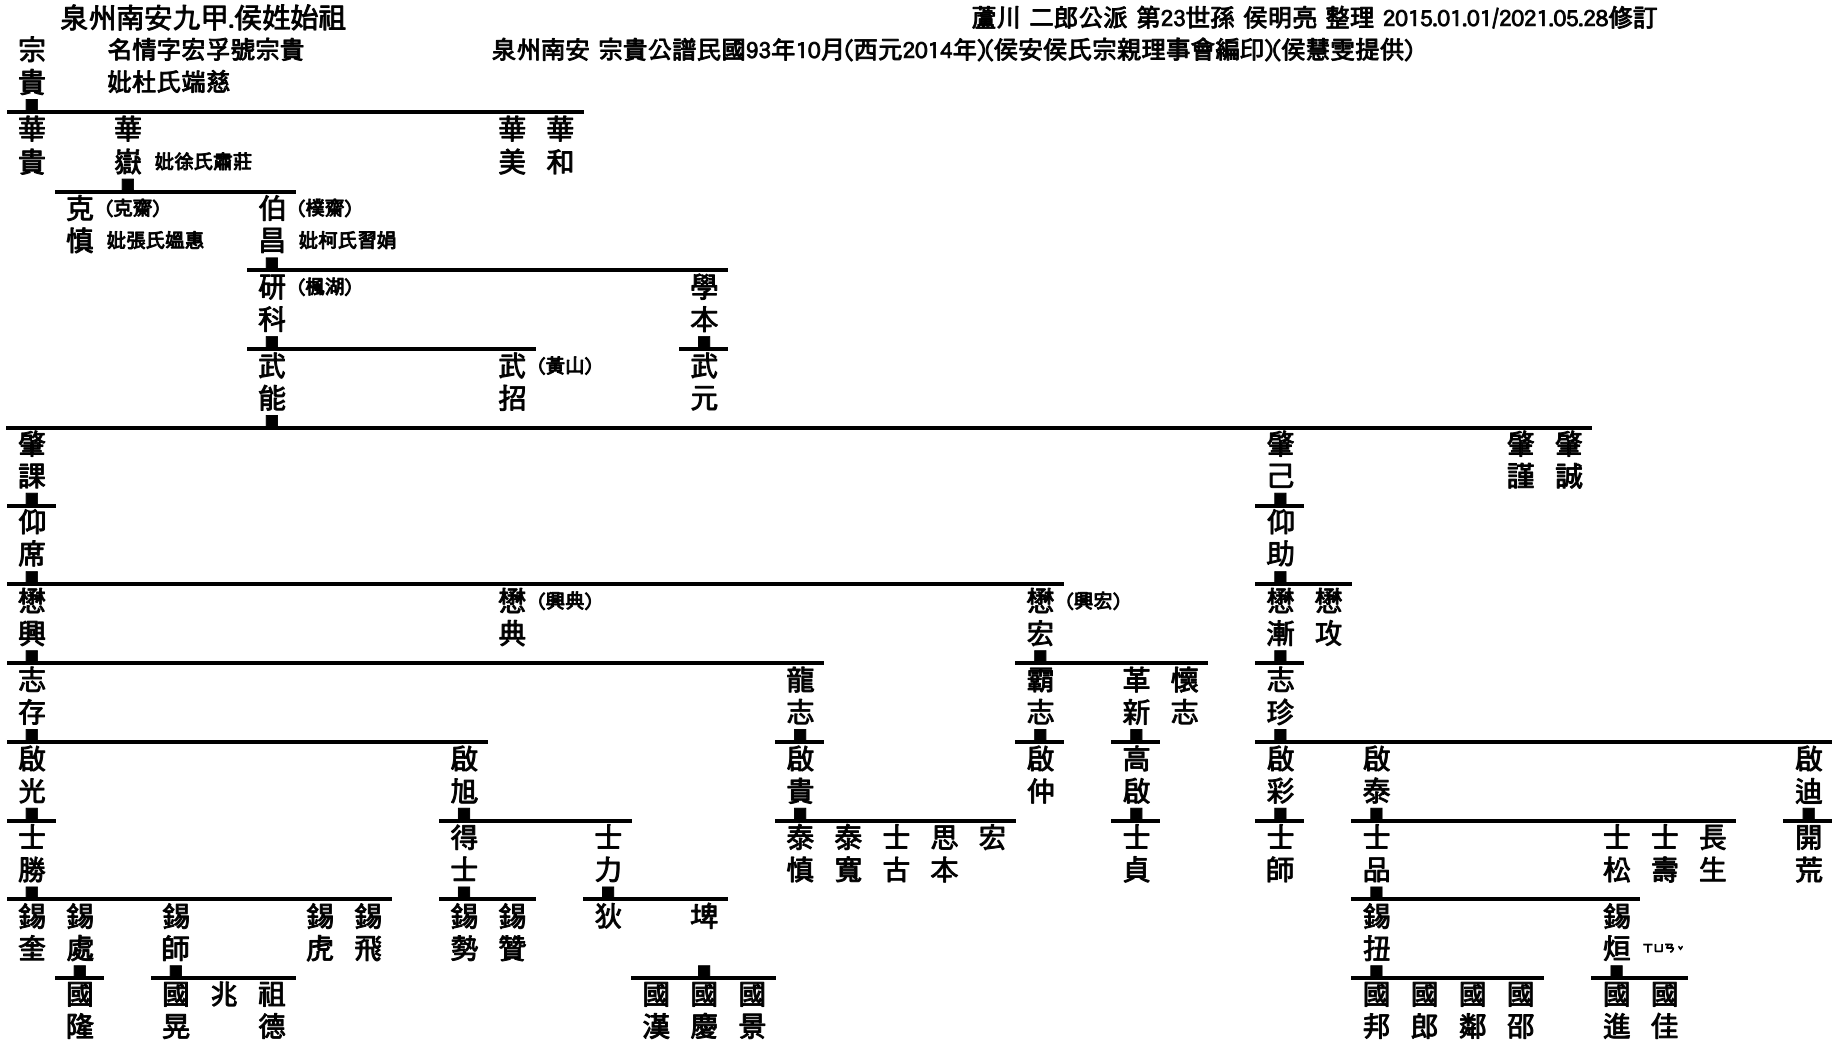 泉州南安九甲.侯姓始祖
蘆川 二郎公派 第23世孫 侯明亮 整理 2015.01.01/2021.05.28修訂
宗貴 名情字宏孚號宗貴
泉州南安 宗貴公譜民國93年10月(西元2014年)(侯安侯氏宗親理事會編印)(侯慧雯提供)
妣杜氏端慈
華貴 華嶽 妣徐氏肅莊 華美 華和
克慎 (克齋) 妣張氏媼惠 伯昌 (樸齋) 妣柯氏習娟
研科 (楓湖) 學本
武能 武招 (黃山) 武元
肇課 肇己 肇謹 肇誠
仰席 仰助
懋興 懋典 (興典) 懋宏 (興宏) 懋漸 懋攻
志存 龍志 霸志 革新 懷志 志珍
啟光 啟旭 啟貴 啟仲 高啟 啟彩 啟泰 啟迪
士勝 得士 士力 泰慎 泰寬 士古 思本 宏 士貞 士師 士品 士松 士壽 長生 開荒
錫奎 錫處 錫師 錫虎 錫飛 錫勢 錫贊 狄 埤 錫扭 錫烜 ㄒㄩㄢˇ
國隆 國晃 兆 祖德 國漢 國慶 國景 國邦 國郎 國鄰 國邵 國進 國佳